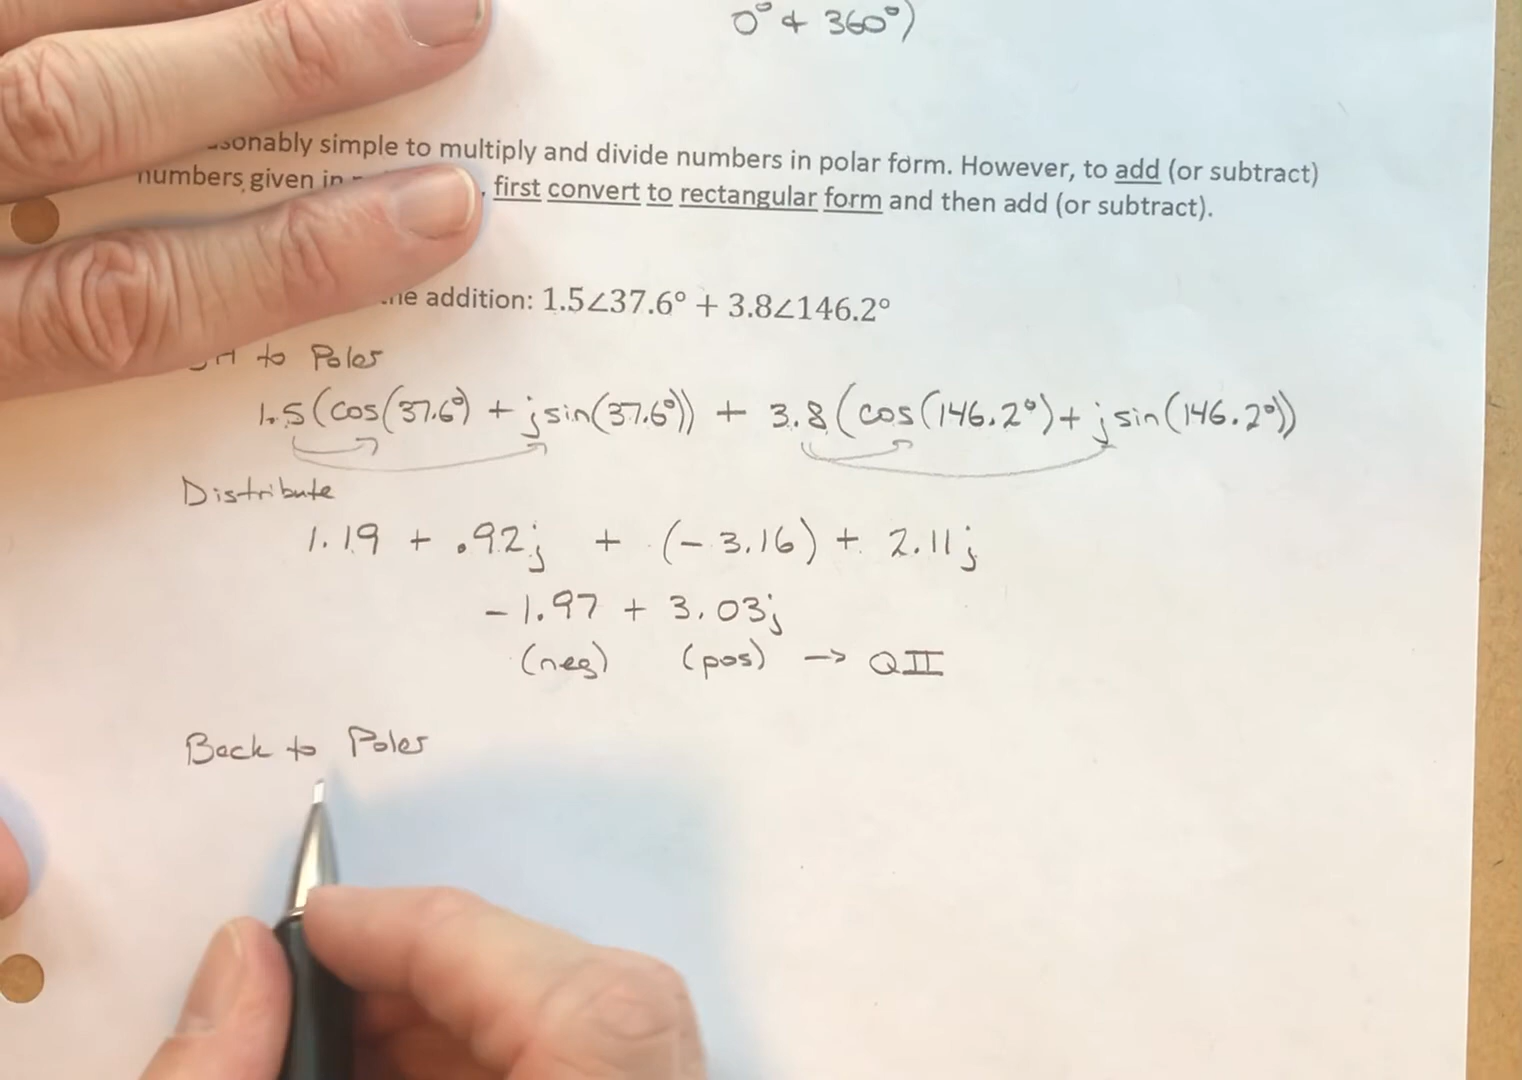 0° & 360°)
sonably simple to multiply and divide numbers in polar form. However, to add (or subtract)
numbers given in , first convert to rectangular form and then add (or subtract).
the addition: 1.5∠37.6° + 3.8∠146.2°
to Polar
1.5(cos(37.6°) + jsin(37.6°)) + 3.8(cos(146.2°) + jsin(146.2°))
Distribute
1.19 + .92j + (-3.16) + 2.11j
-1.97 + 3.03j
(neg) (pos) → QII
Back to Polar